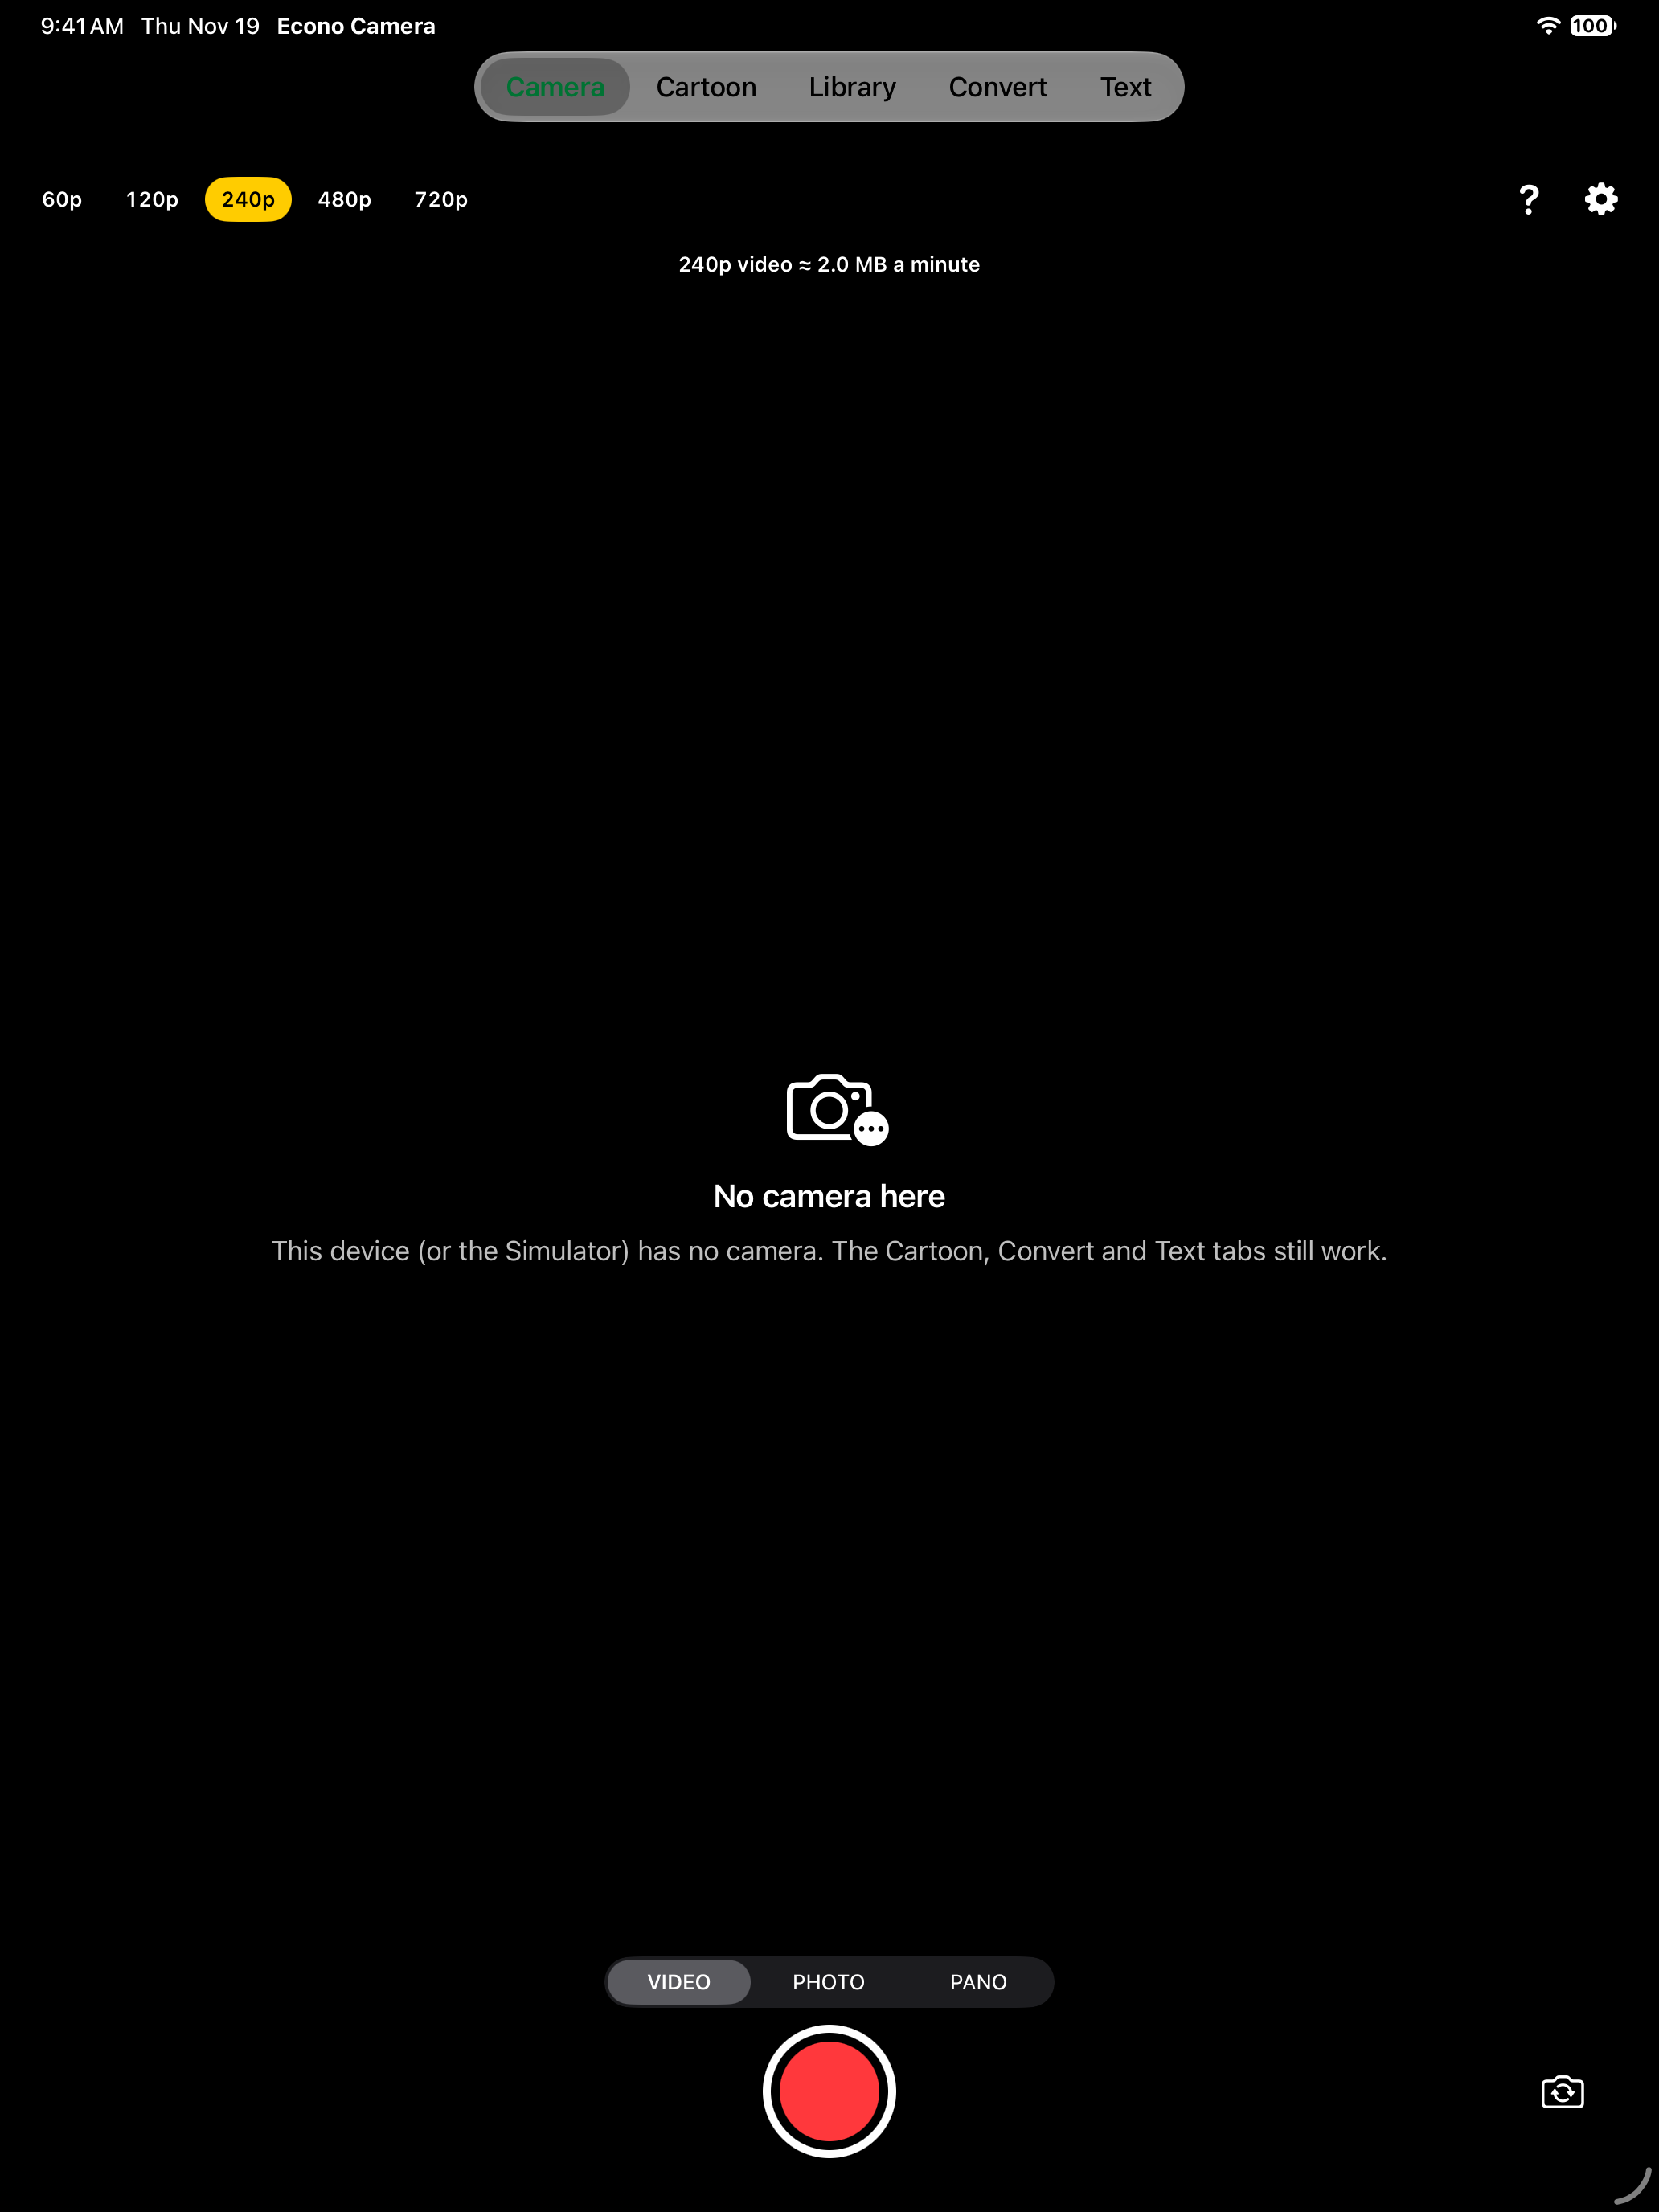 9:41 AM Thu Nov 19 Econo Camera 100
Camera Cartoon Library Convert Text
60p 120p 240p 480p 720p ?
240p video ≈ 2.0 MB a minute
No camera here
This device (or the Simulator) has no camera. The Cartoon, Convert and Text tabs still work.
VIDEO PHOTO PANO